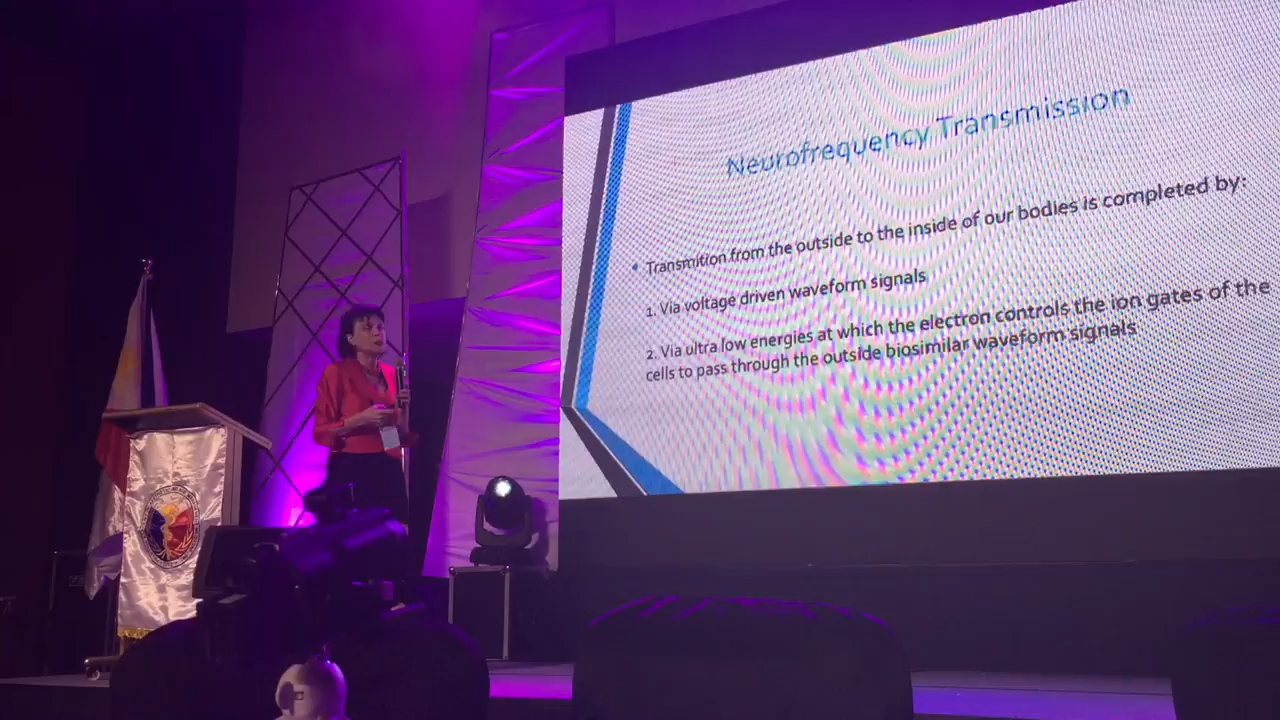 Neurofrequency Transmission
• Transmition from the outside to the inside of our bodies is completed by:
1. Via voltage driven waveform signals
2. Via ultra low energies at which the electron controls the ion gates of the
cells to pass through the outside biosimilar waveform signals